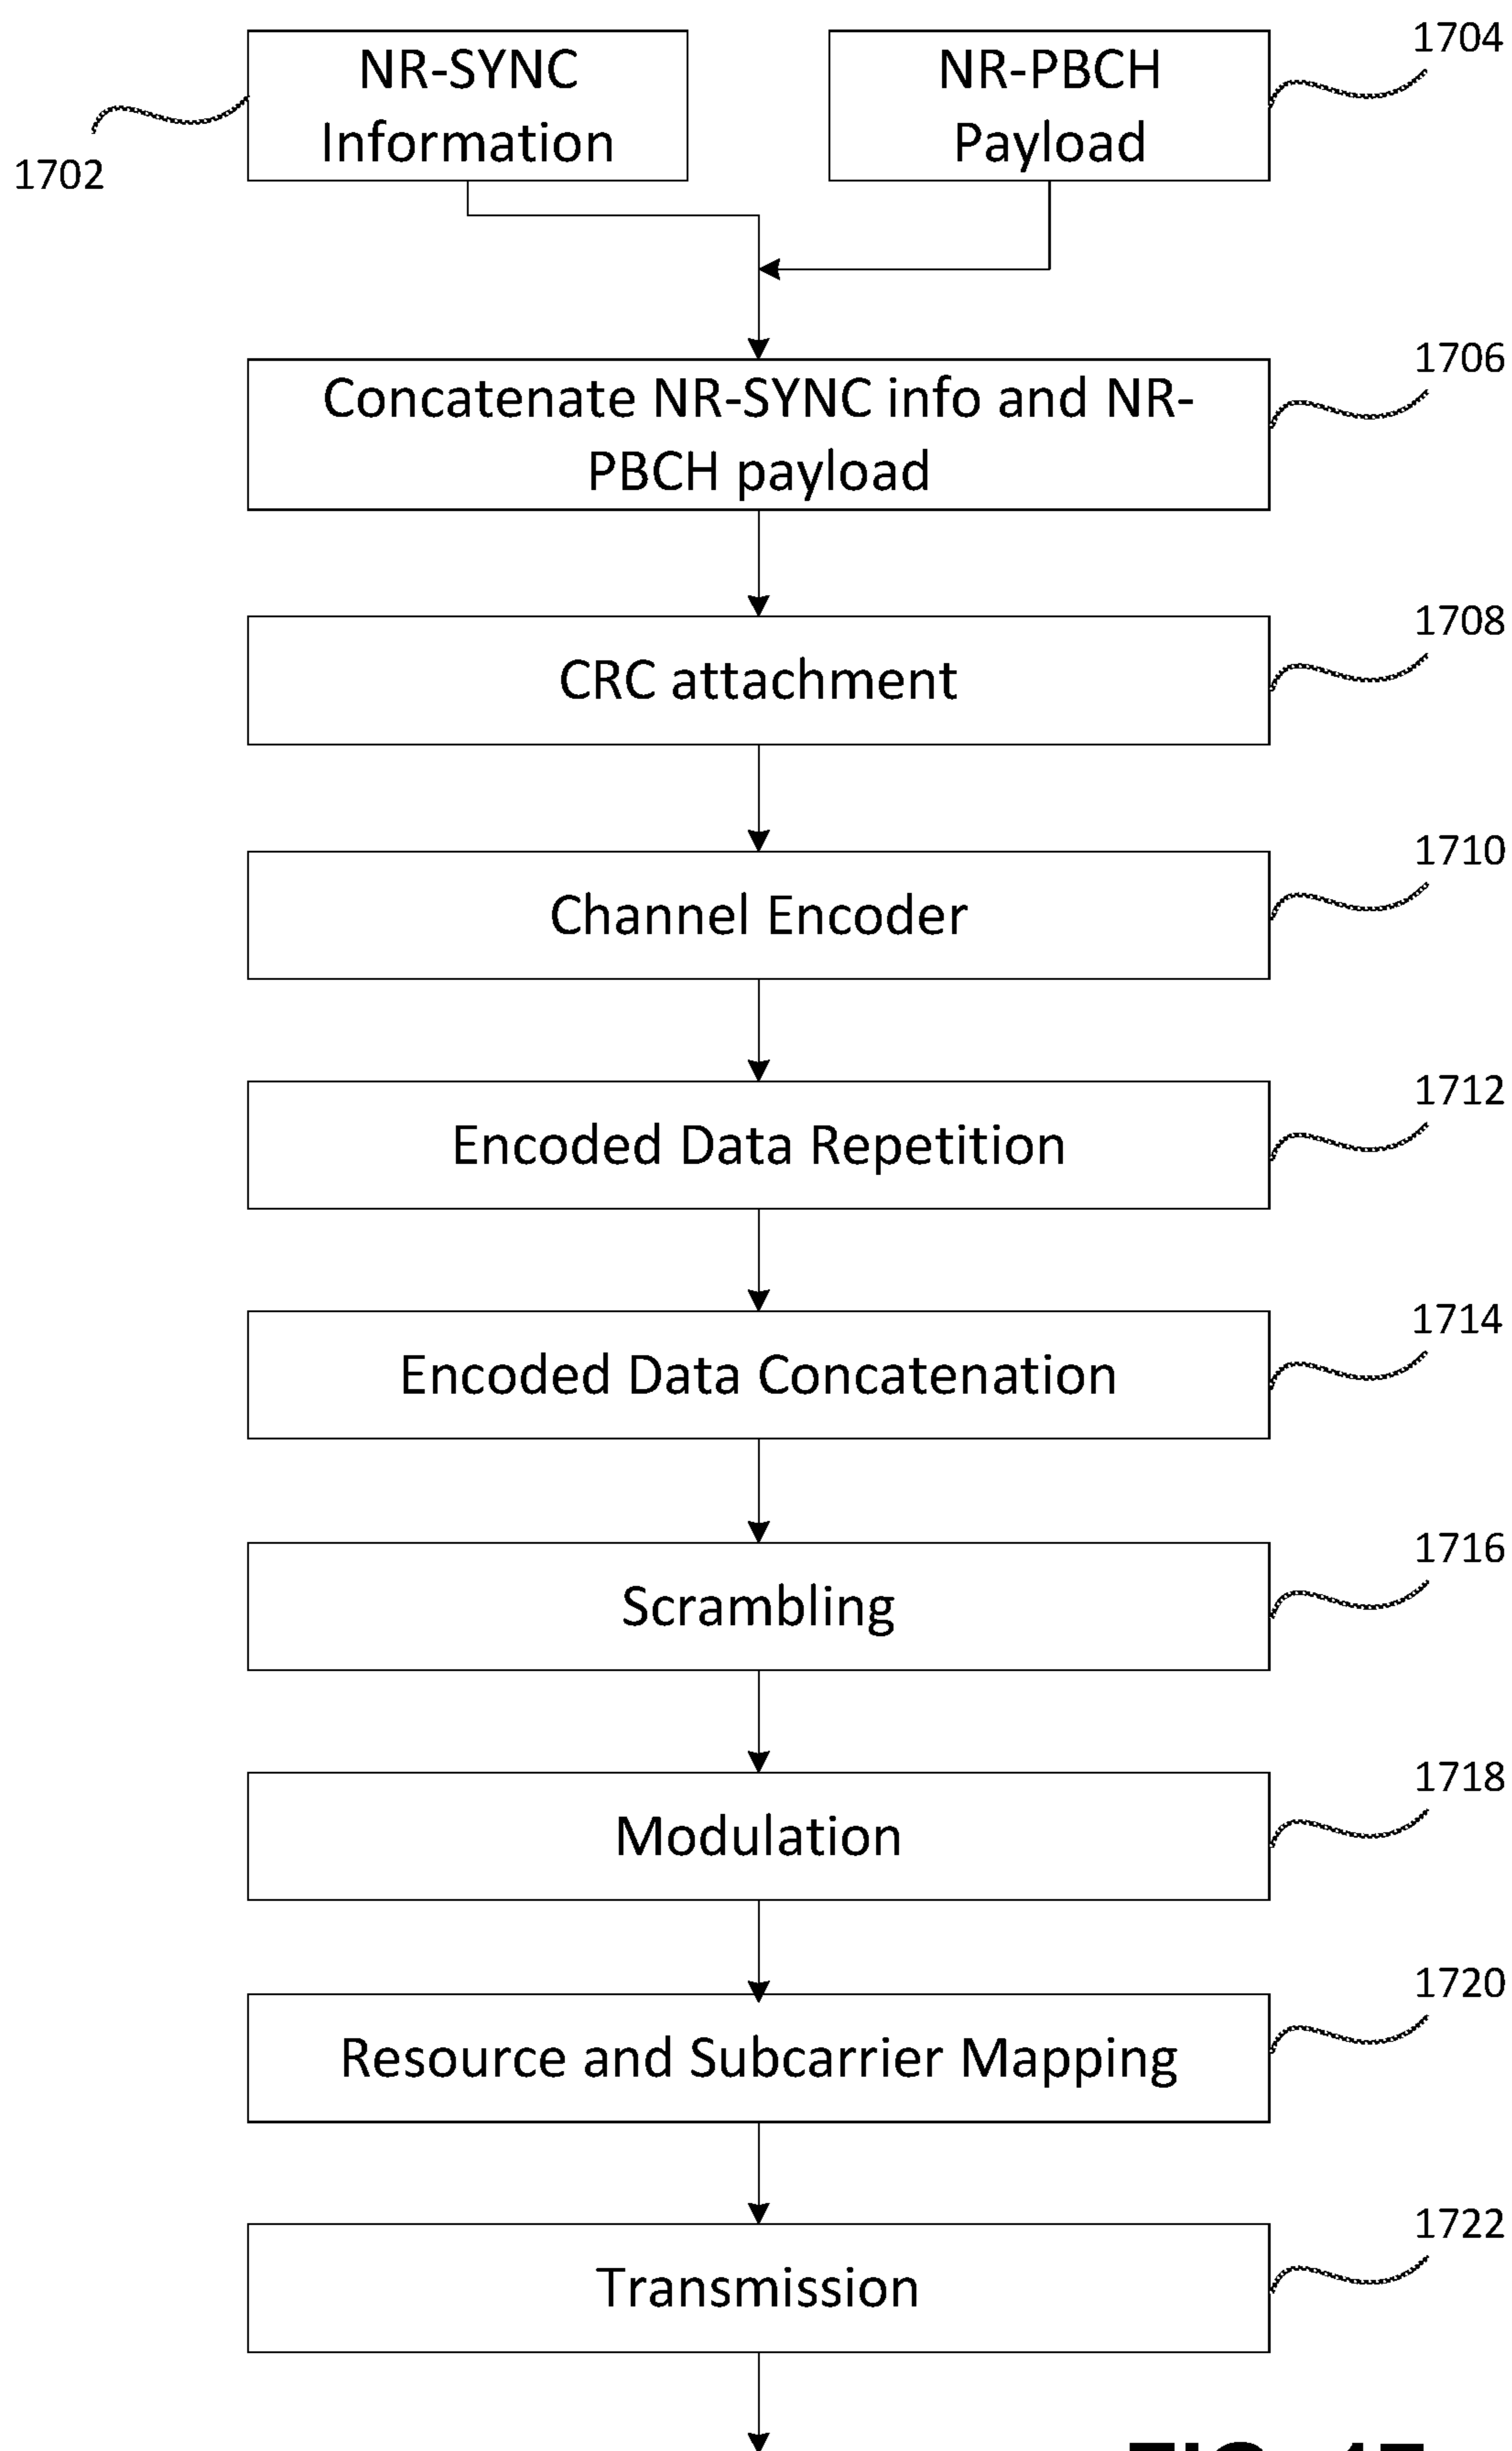 NR-SYNC
Information
1702
NR-PBCH
Payload
1704
Concatenate NR-SYNC info and NR-
PBCH payload
1706
CRC attachment
1708
Channel Encoder
1710
Encoded Data Repetition
1712
Encoded Data Concatenation
1714
Scrambling
1716
Modulation
1718
Resource and Subcarrier Mapping
1720
Transmission
1722